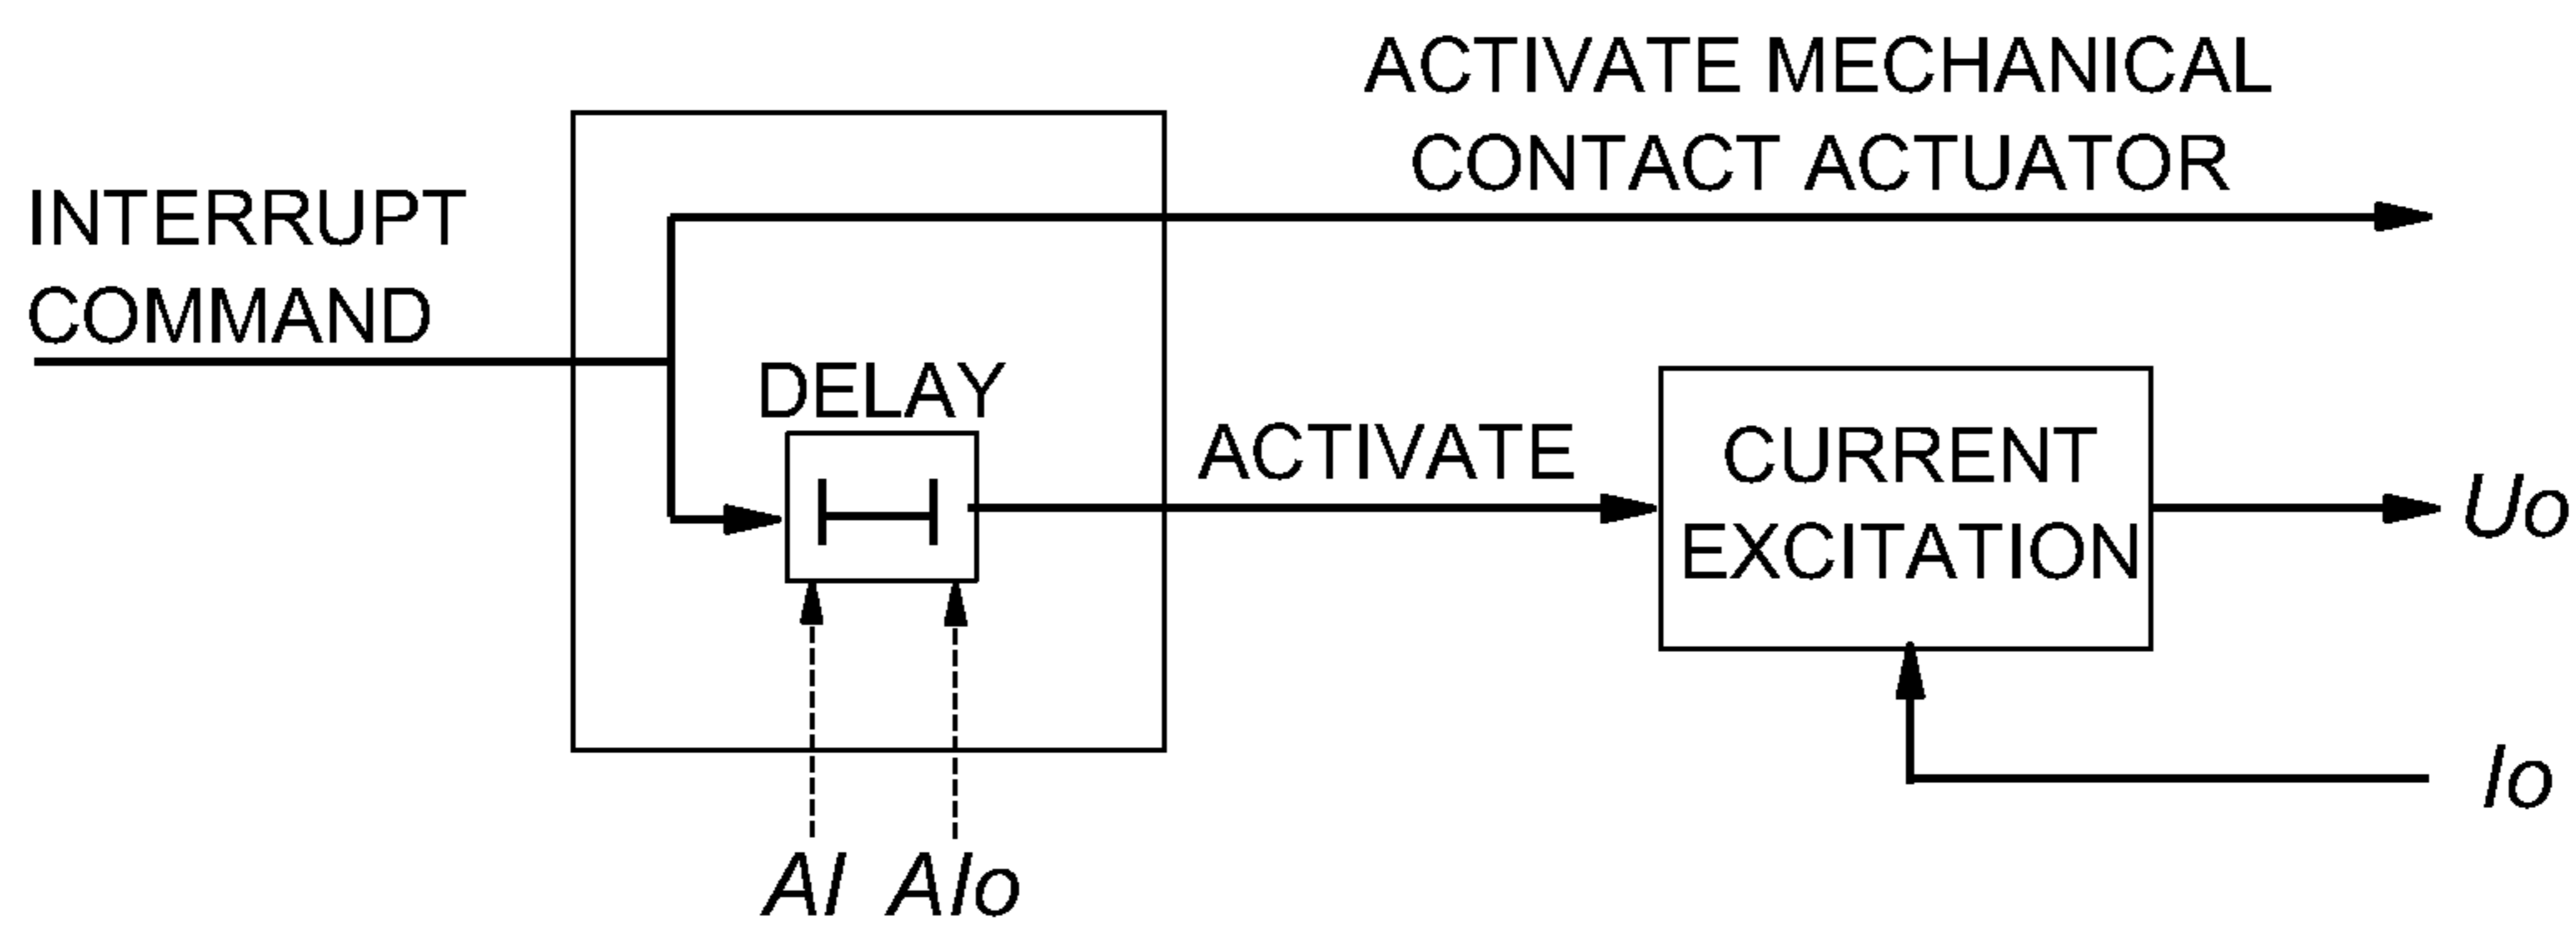 ACTIVATE MECHANICAL
CONTACT ACTUATOR
INTERRUPT
COMMAND
DELAY
ACTIVATE
CURRENT
EXCITATION
Uo
Io
AI AIo